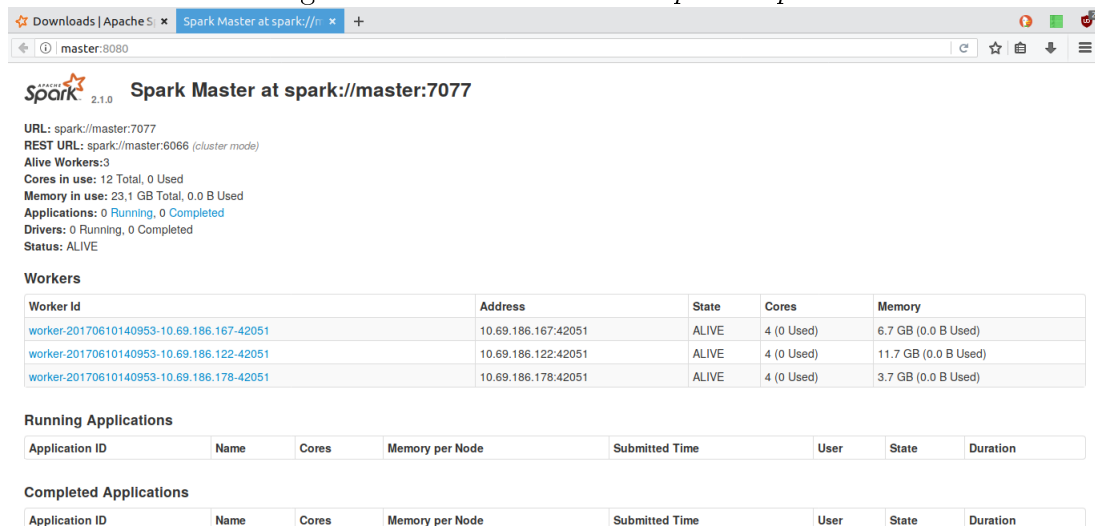 Downloads | Apache S
Spark Master at spark://m
master:8080
APACHE
Spark 2.1.0
Spark Master at spark://master:7077
URL: spark://master:7077
REST URL: spark://master:6066 (cluster mode)
Alive Workers:3
Cores in use: 12 Total, 0 Used
Memory in use: 23,1 GB Total, 0.0 B Used
Applications: 0 Running, 0 Completed
Drivers: 0 Running, 0 Completed
Status: ALIVE
Workers
Worker Id Address State Cores Memory
worker-20170610140953-10.69.186.167-42051 10.69.186.167:42051 ALIVE 4 (0 Used) 6.7 GB (0.0 B Used)
worker-20170610140953-10.69.186.122-42051 10.69.186.122:42051 ALIVE 4 (0 Used) 11.7 GB (0.0 B Used)
worker-20170610140953-10.69.186.178-42051 10.69.186.178:42051 ALIVE 4 (0 Used) 3.7 GB (0.0 B Used)
Running Applications
Application ID Name Cores Memory per Node Submitted Time User State Duration
Completed Applications
Application ID Name Cores Memory per Node Submitted Time User State Duration